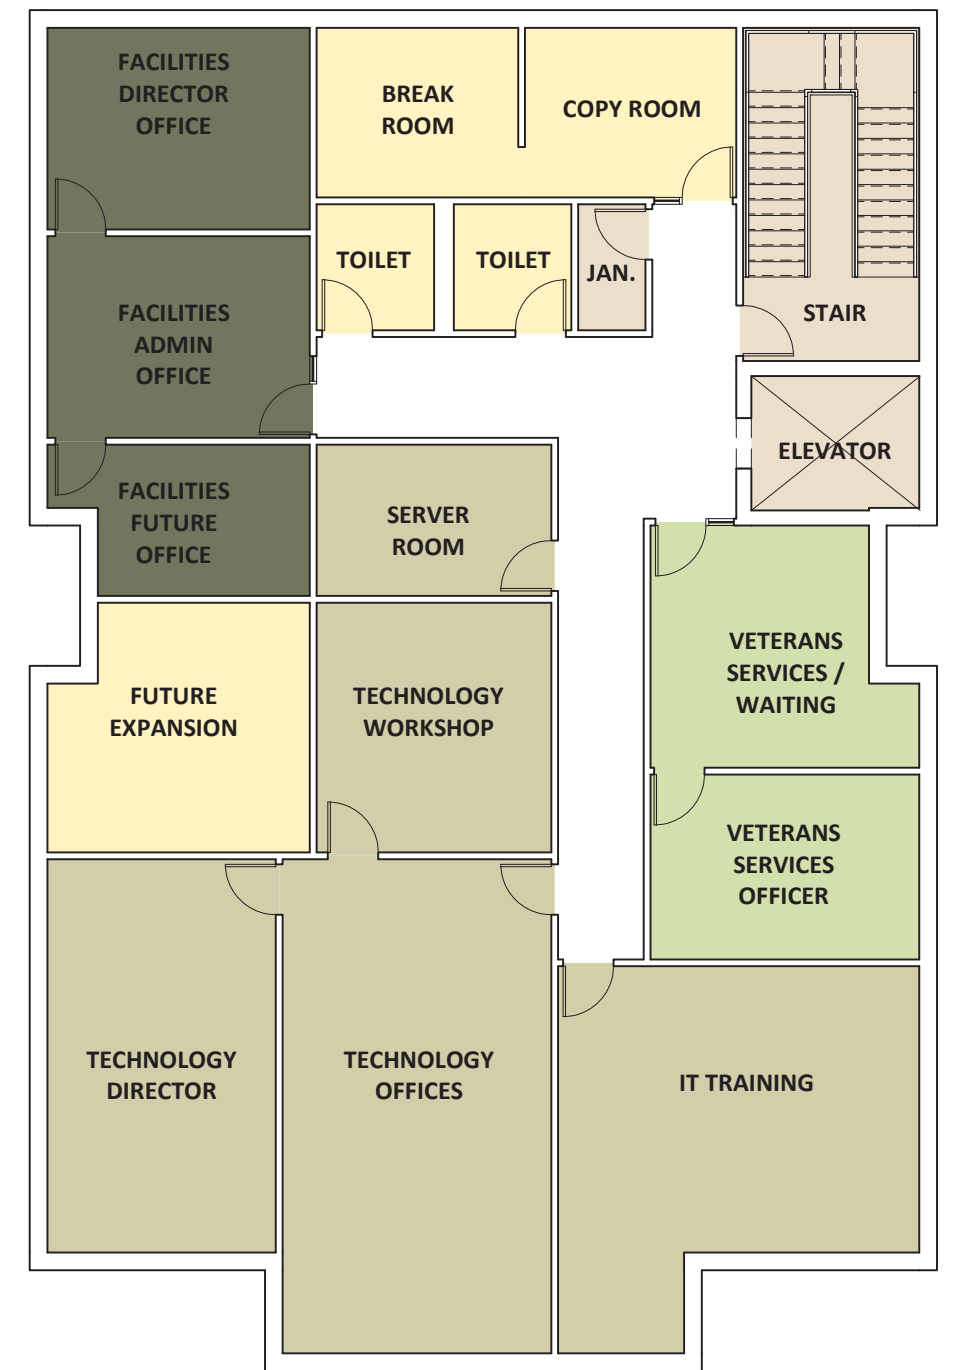 FACILITIES
DIRECTOR
OFFICE
BREAK
ROOM
COPY ROOM
TOILET
TOILET
JAN.
STAIR
FACILITIES
ADMIN
OFFICE
ELEVATOR
FACILITIES
FUTURE
OFFICE
SERVER
ROOM
VETERANS
SERVICES /
WAITING
FUTURE
EXPANSION
TECHNOLOGY
WORKSHOP
VETERANS
SERVICES
OFFICER
TECHNOLOGY
DIRECTOR
TECHNOLOGY
OFFICES
IT TRAINING